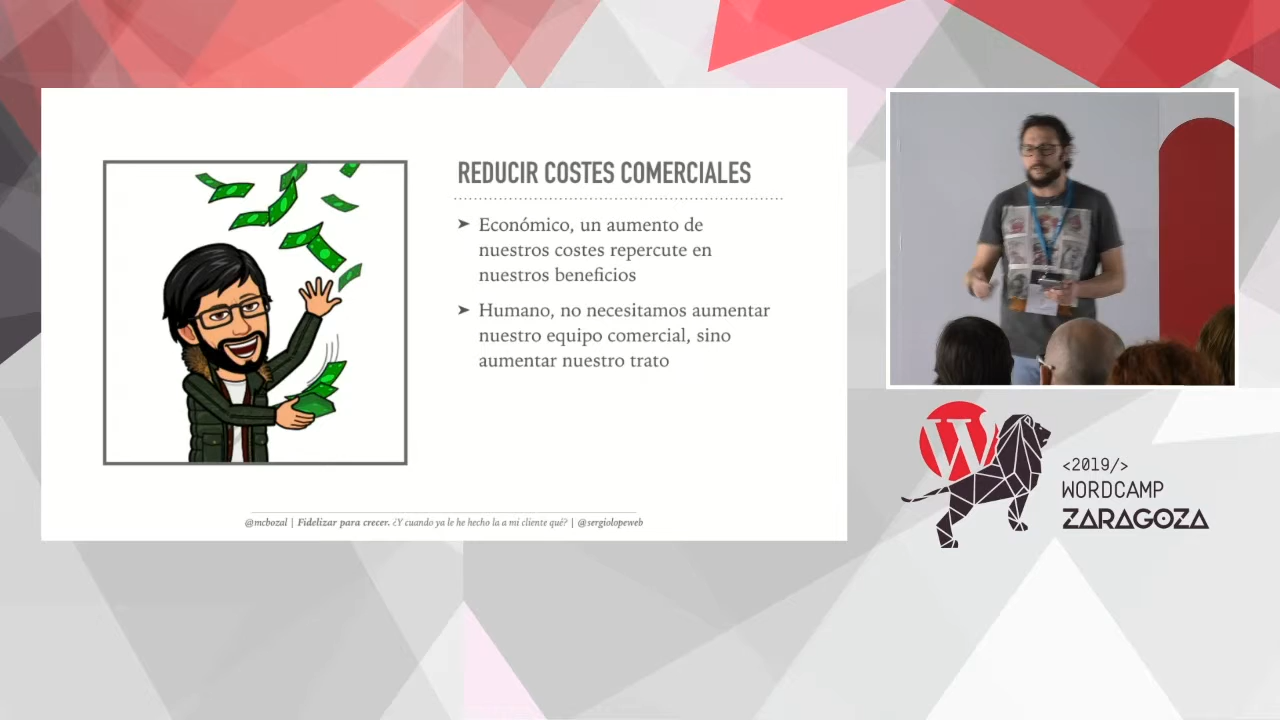 REDUCIR COSTES COMERCIALES
➤ Económico, un aumento de
nuestros costes repercute en
nuestros beneficios
➤ Humano, no necesitamos aumentar
nuestro equipo comercial, sino
aumentar nuestro trato
@mcbozal | Fidelizar para crecer. ¿Y cuando ya le he hecho la a mi cliente qué? | @sergiolopeweb
W
<2019/>
WORDCAMP
ZARAGOZA